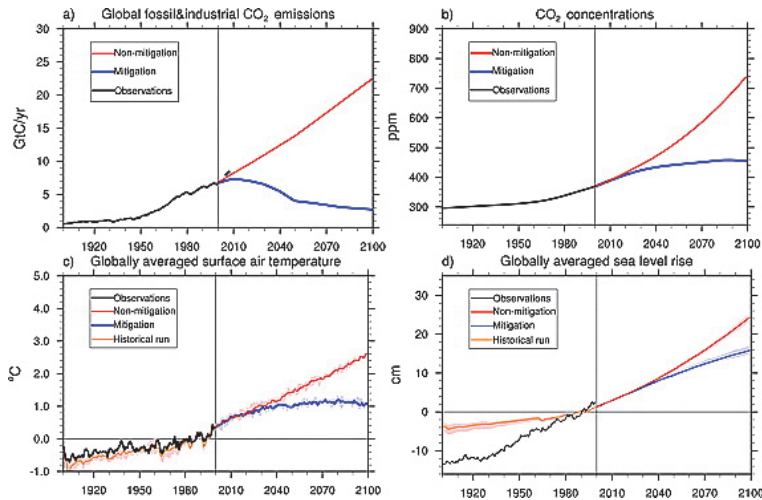 a) Global fossil&industrial CO₂ emissions
30
25
20
15
10
5
0
GtC/yr
Non-mitigation
Mitigation
Observations
1920 1950 1980 2010 2040 2070 2100
b) CO₂ concentrations
900
800
700
600
500
400
300
ppm
Non-mitigation
Mitigation
Observations
1920 1950 1980 2010 2040 2070 2100
c) Globally averaged surface air temperature
5.0
4.0
3.0
2.0
1.0
0.0
-1.0
ºC
Observations
Non-mitigation
Mitigation
Historical run
1920 1950 1980 2010 2040 2070 2100
d) Globally averaged sea level rise
30
20
10
0
-10
cm
Observations
Non-mitigation
Mitigation
Historical run
1920 1950 1980 2010 2040 2070 2100